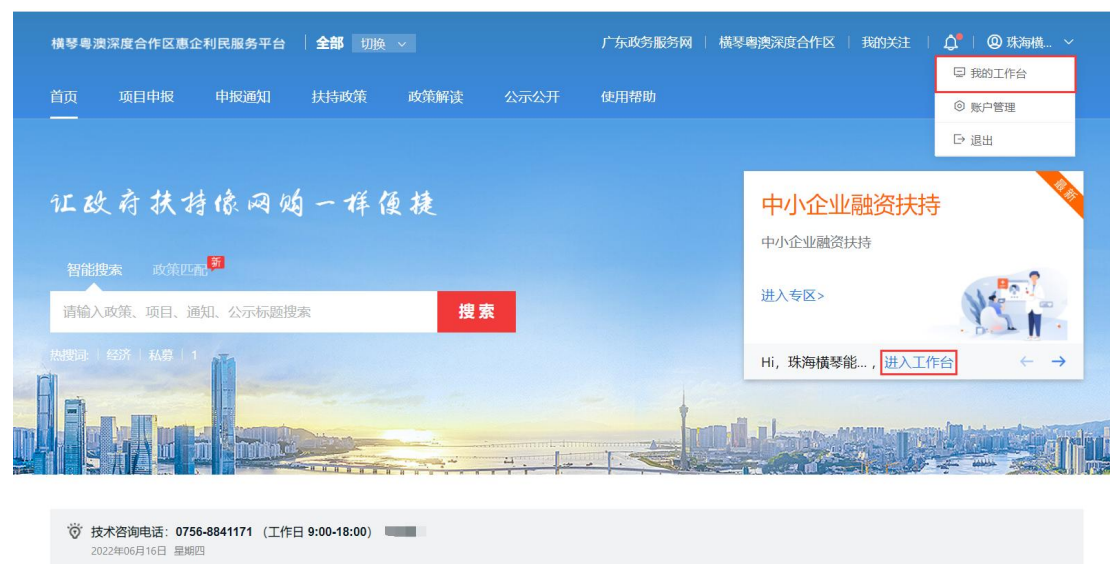 横琴粤澳深度合作区惠企利民服务平台 全部 切换 广东政务服务网 横琴粤澳深度合作区 我的关注 珠海横...
我的工作台
首页 项目申报 申报通知 扶持政策 政策解读 公示公开 使用帮助
账户管理
退出
让政府扶持像网购一样便捷
最新
中小企业融资扶持
中小企业融资扶持
智能搜索 政策匹配 新
进入专区>
请输入政策、项目、通知、公示标题搜索 搜索
热搜词: 经济 私募 1
Hi, 珠海横琴能..., 进入工作台
技术咨询电话: 0756-8841171 (工作日 9:00-18:00)
2022年06月16日 星期四